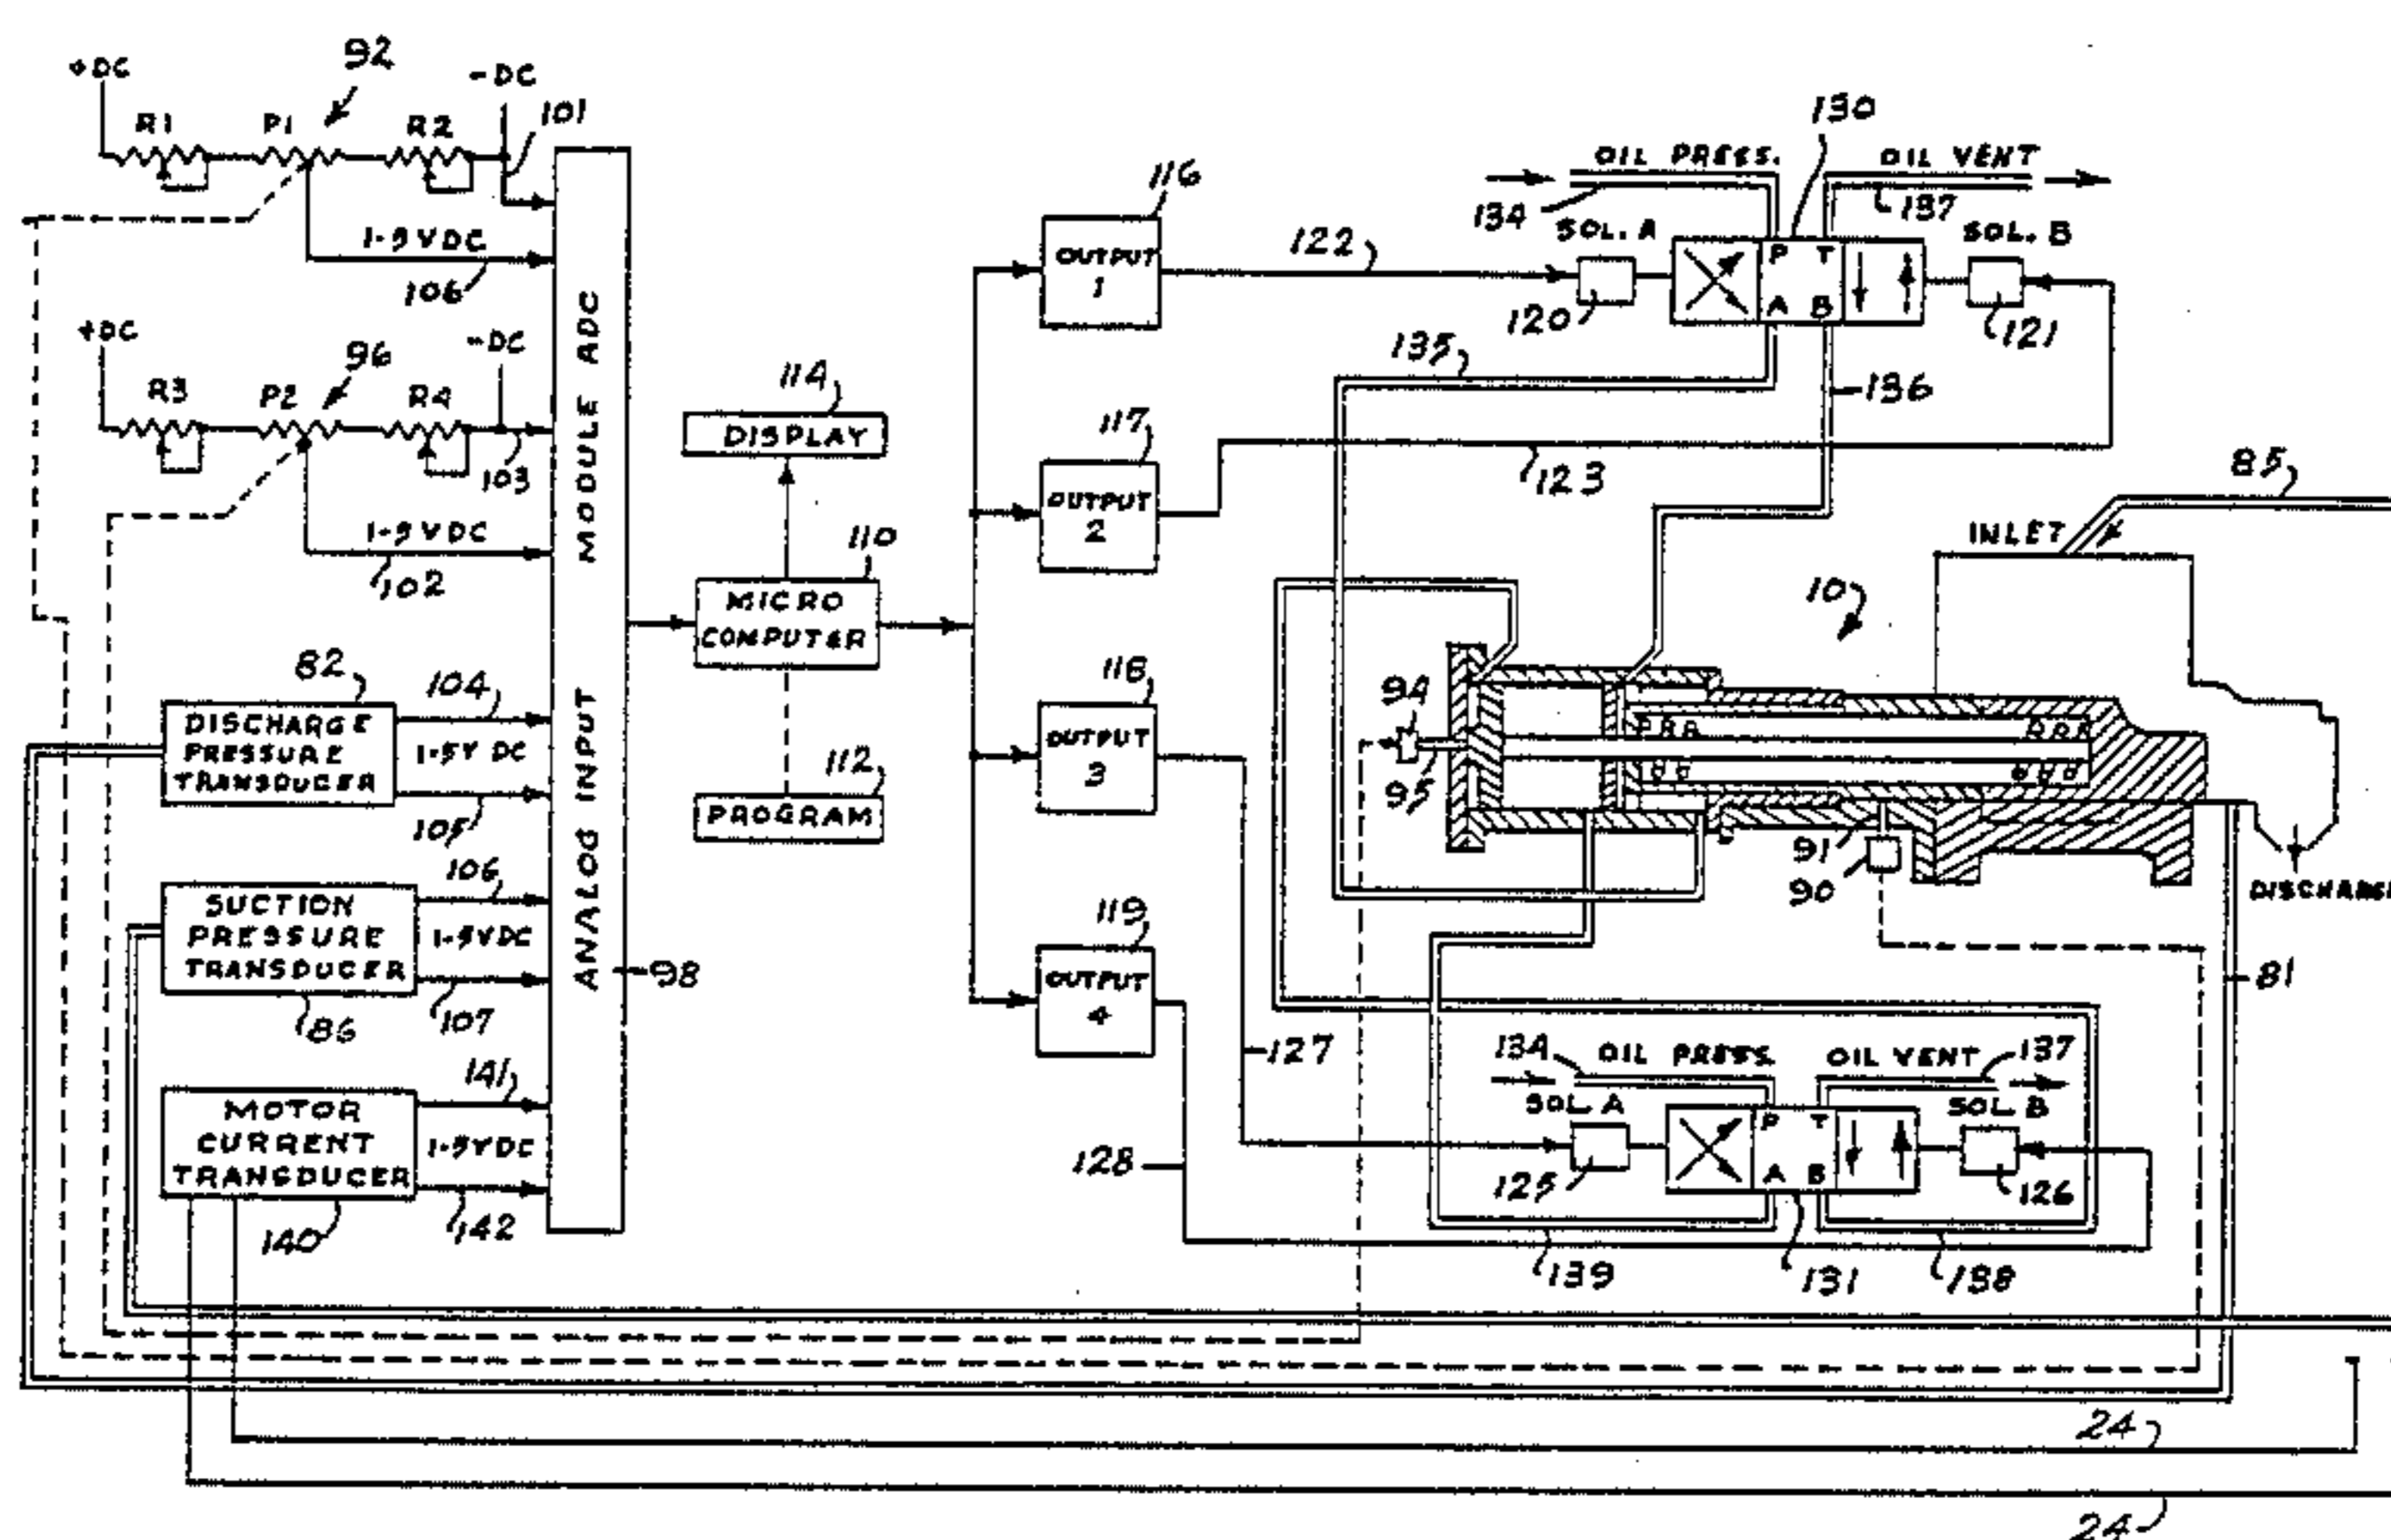 +DC
92
-DC
101
R1
P1
R2
1-5 VDC
106
+DC
96
-DC
R3
P2
R4
103
1-5 VDC
102
82
DISCHARGE
PRESSURE
TRANSDUCER
104
1-5V DC
105
SUCTION
PRESSURE
TRANSDUCER
86
106
1-5VDC
107
MOTOR
CURRENT
TRANSDUCER
140
141
1-5VDC
142
ANALOG INPUT MODULE ADC
98
114
DISPLAY
110
MICRO
COMPUTER
112
PROGRAM
116
OUTPUT
1
117
OUTPUT
2
118
OUTPUT
3
119
OUTPUT
4
122
123
127
128
130
OIL PRESS.
OIL VENT
134
137
SOL. A
SOL. B
P T
A B
120
121
135
136
85
INLET
10
94
95
91
90
DISCHARGE
81
134
OIL PRESS.
OIL VENT
137
SOL. A
SOL. B
P T
A B
125
126
139
131
138
24
24